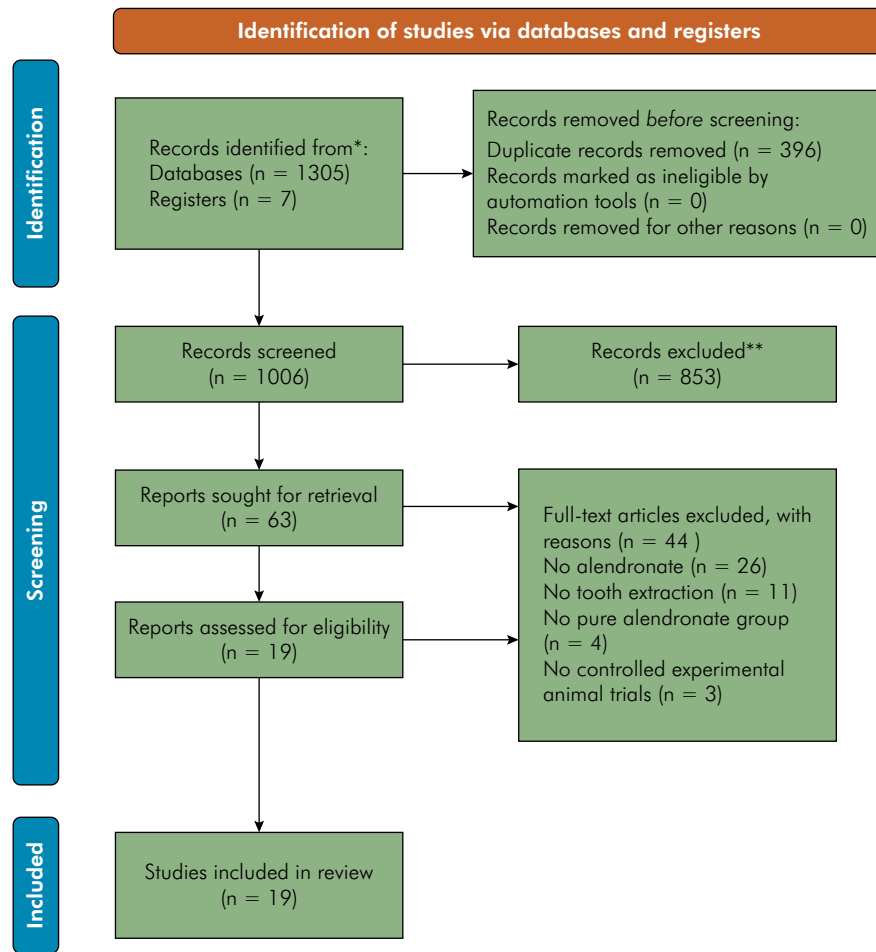 Identification of studies via databases and registers
Identification
Records identified from*:
Databases (n = 1305)
Registers (n = 7)
Records removed before screening:
Duplicate records removed (n = 396)
Records marked as ineligible by
automation tools (n = 0)
Records removed for other reasons (n = 0)
Screening
Records screened
(n = 1006)
Records excluded**
(n = 853)
Reports sought for retrieval
(n = 63)
Full-text articles excluded, with
reasons (n = 44 )
No alendronate (n = 26)
No tooth extraction (n = 11)
No pure alendronate group
(n = 4)
No controlled experimental
animal trials (n = 3)
Reports assessed for eligibility
(n = 19)
Included
Studies included in review
(n = 19)